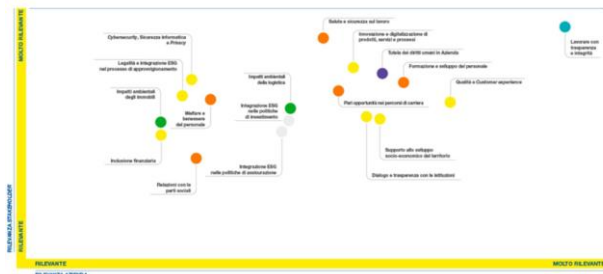 MOLTO RILEVANTE
Salute e sicurezza sul lavoro
Cybersecurity, Sicurezza Informatica
e Privacy
Innovazione e digitalizzazione di
prodotti, servizi e processi
Lavorare con
trasparenza
e integrità
Tutela dei diritti umani in Azienda
Legalità e integrazione ESG
nel processo di approvvigionamento
Formazione e sviluppo del personale
Impatti ambientali
della logistica
Qualità e Customer experience
Impatti ambientali
degli immobili
Pari opportunità nei percorsi di carriera
Integrazione ESG
nelle politiche
di investimento
Welfare e
benessere
del personale
Supporto allo sviluppo
socio-economico del territorio
Inclusione finanziaria
Integrazione ESG
nelle politiche di assicurazione
Dialogo e trasparenza con le istituzioni
Relazioni con le
parti sociali
RILEVANZA STAKEHOLDER
RILEVANTE
RILEVANTE
MOLTO RILEVANTE